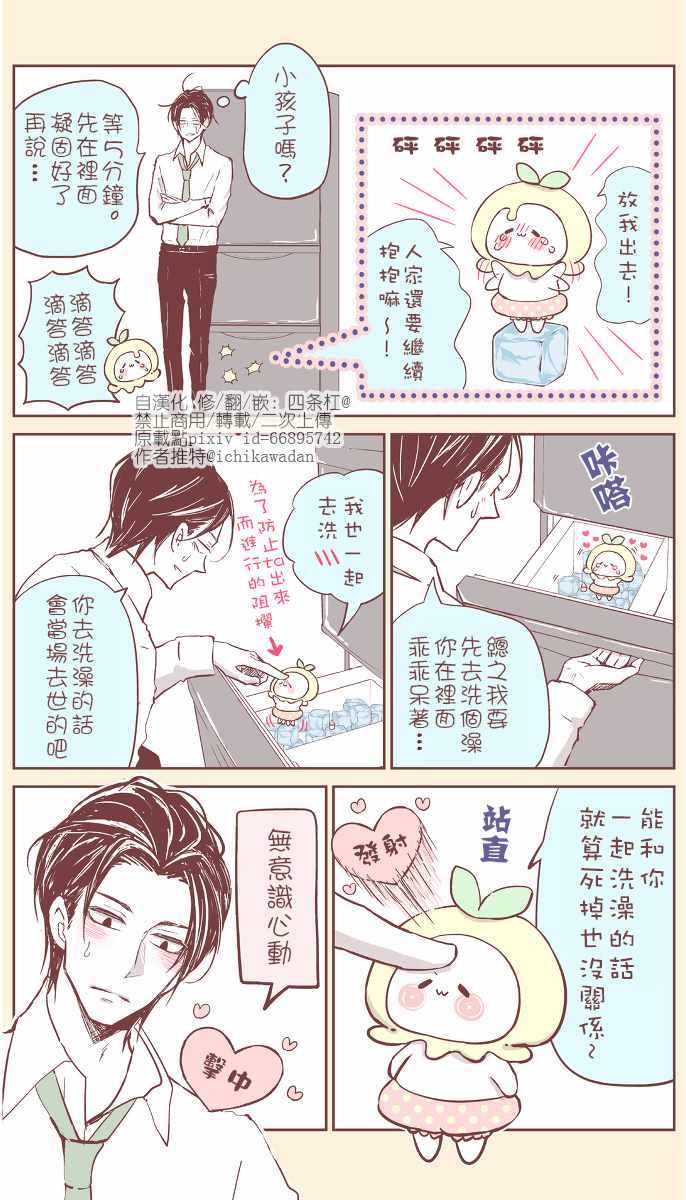 小孩子嗎？
等5分鐘。
先在裡面
凝固好了
再說…
滴答滴答
滴答滴答
砰砰砰砰
放我出去！
人家還要繼續
抱抱嘛～！
自漢化 修/翻/嵌: 四条杠@
禁止商用/轉載/二次上傳
原載點pixiv id=66895742
作者推特@ichikawadan
咔嗒
總之我要
先去洗個澡
你在裡面
乖乖呆著…
我也一起
去洗
為了防止ta出來
而進行的阻攔
你去洗澡的話
會當場去世的吧
能和你
一起洗澡的話
就算死掉也沒關係～
站直
發射
無意識心動
擊中